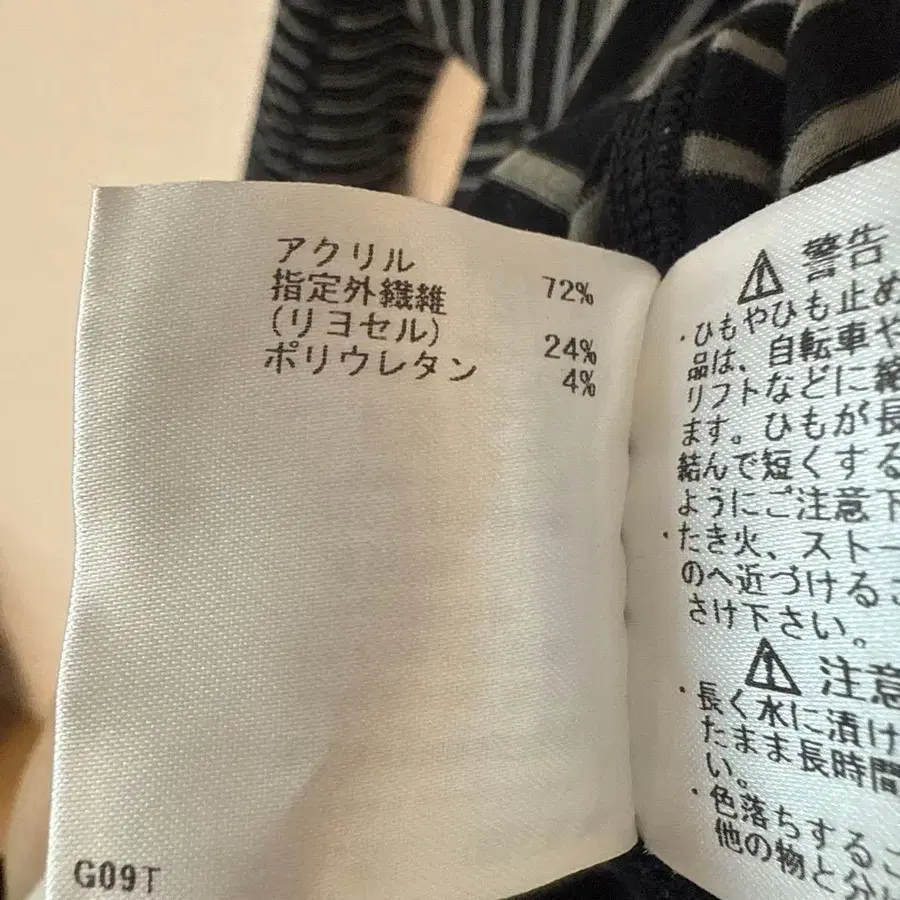 アクリル 72%
指定外繊維
(リヨセル) 24%
ポリウレタン 4%
G09T
⚠ 警告
・ひもやひも止め
品は、自転車や
リフトなどに絡
ます。ひもが長
結んで短くする
ようにご注意下
・たき火、ストー
のへ近づけるこ
さけ下さい。
⚠ 注意
・長く水に漬け
たまま長時間
い。
・色落ちするこ
他の物と分け